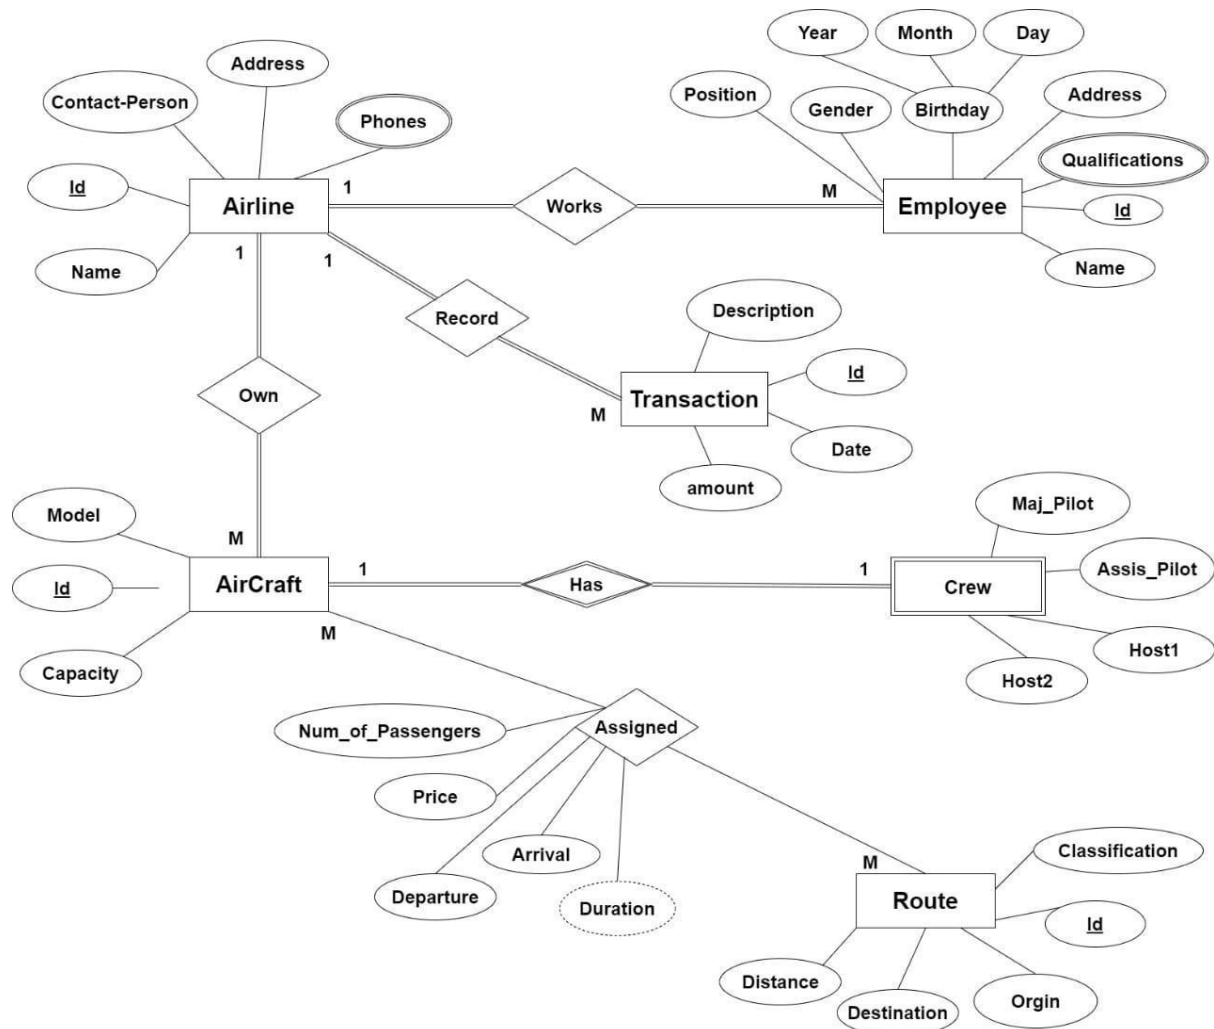 Year
Month
Day
Address
Position
Gender
Birthday
Address
Contact-Person
Phones
Qualifications
Id
Airline
1
Works
M
Employee
Id
Name
1
1
Name
Record
Description
Own
Id
Transaction
M
Date
amount
Model
M
Maj_Pilot
Id
AirCraft
1
Has
1
Crew
Assis_Pilot
M
Capacity
Host2
Host1
Num_of_Passengers
Assigned
Price
Arrival
M
Classification
Departure
Duration
Route
Id
Distance
Destination
Orgin